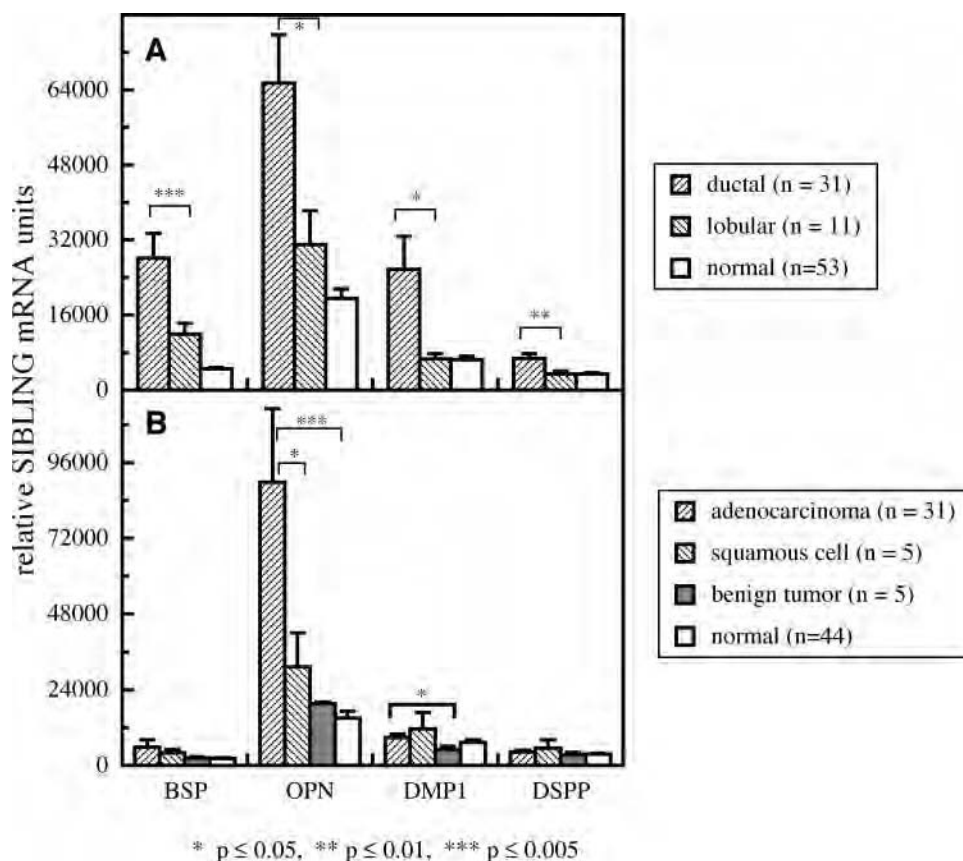 A
*
64000
48000
***
*
32000
16000
**
0
relative SIBLING mRNA units
ductal (n = 31)
lobular (n = 11)
normal (n=53)
B
***
*
96000
72000
48000
24000
*
0
BSP OPN DMP1 DSPP
adenocarcinoma (n = 31)
squamous cell (n = 5)
benign tumor (n = 5)
normal (n=44)
* p ≤ 0.05, ** p ≤ 0.01, *** p ≤ 0.005